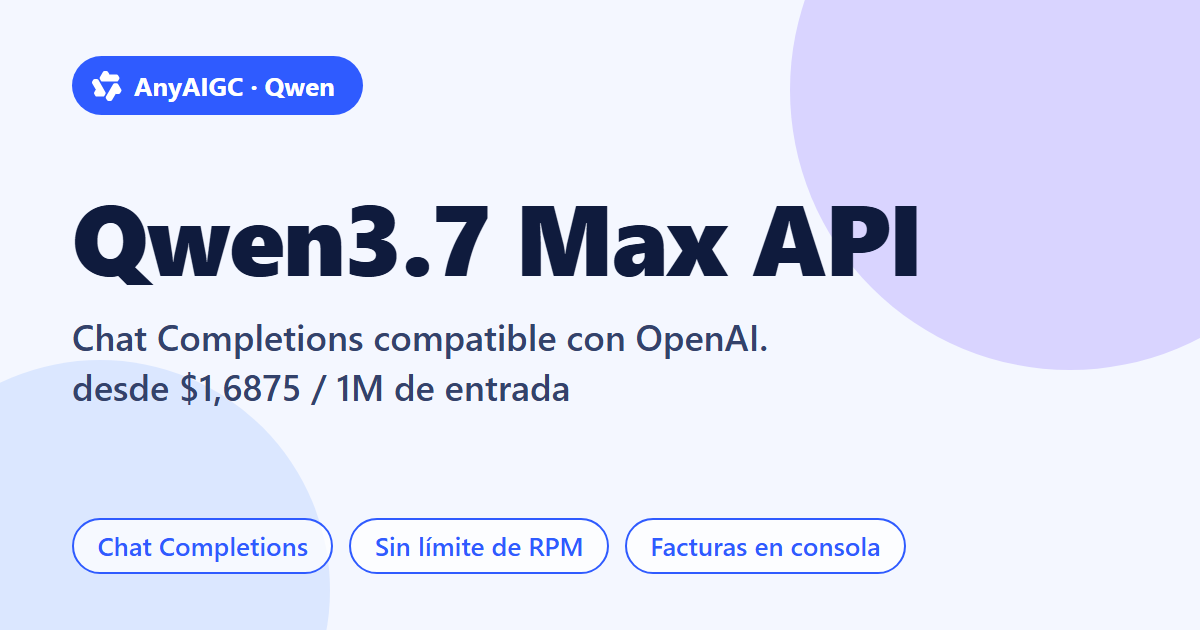 AnyAIGC · Qwen
Qwen3.7 Max API
Chat Completions compatible con OpenAI.
desde $1,6875 / 1M de entrada
Chat Completions
Sin límite de RPM
Facturas en consola